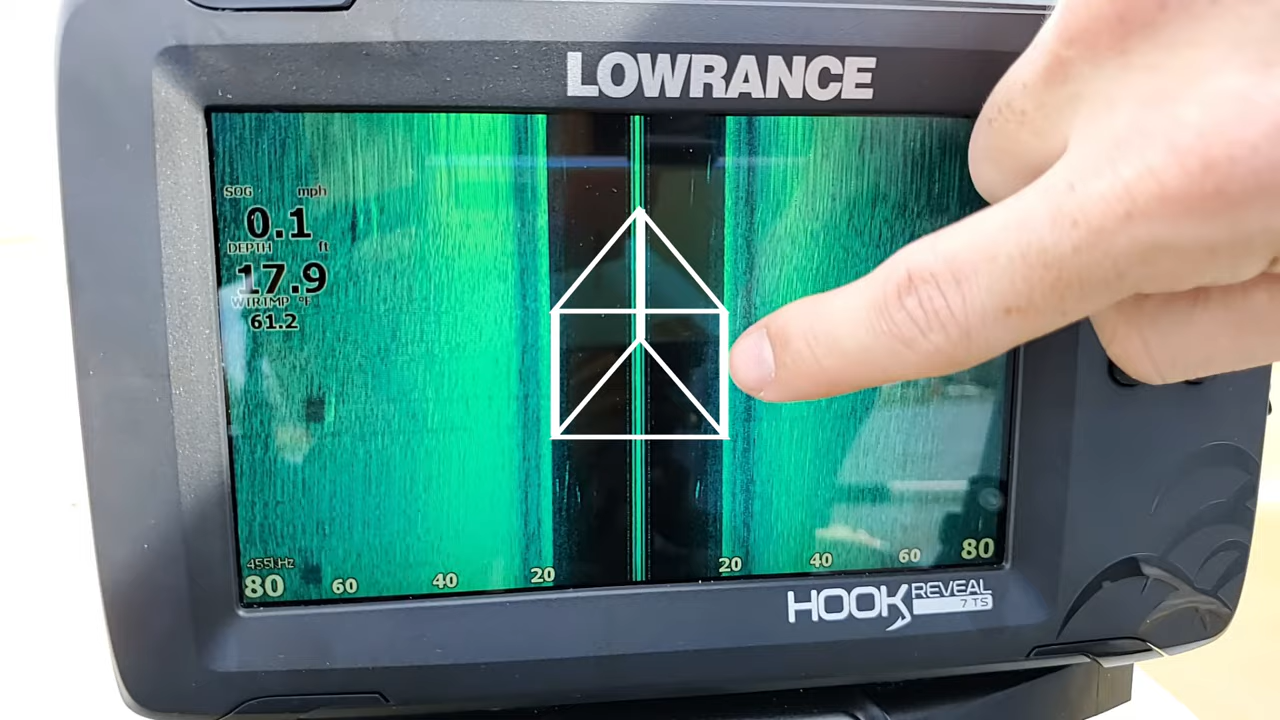 LOWRANCE
SOG mph
0.1
DEPTH ft
17.9
WTRTMP °F
61.2
455kHz
80 60 40 20 20 40 60 80
HOOK REVEAL
7 TS